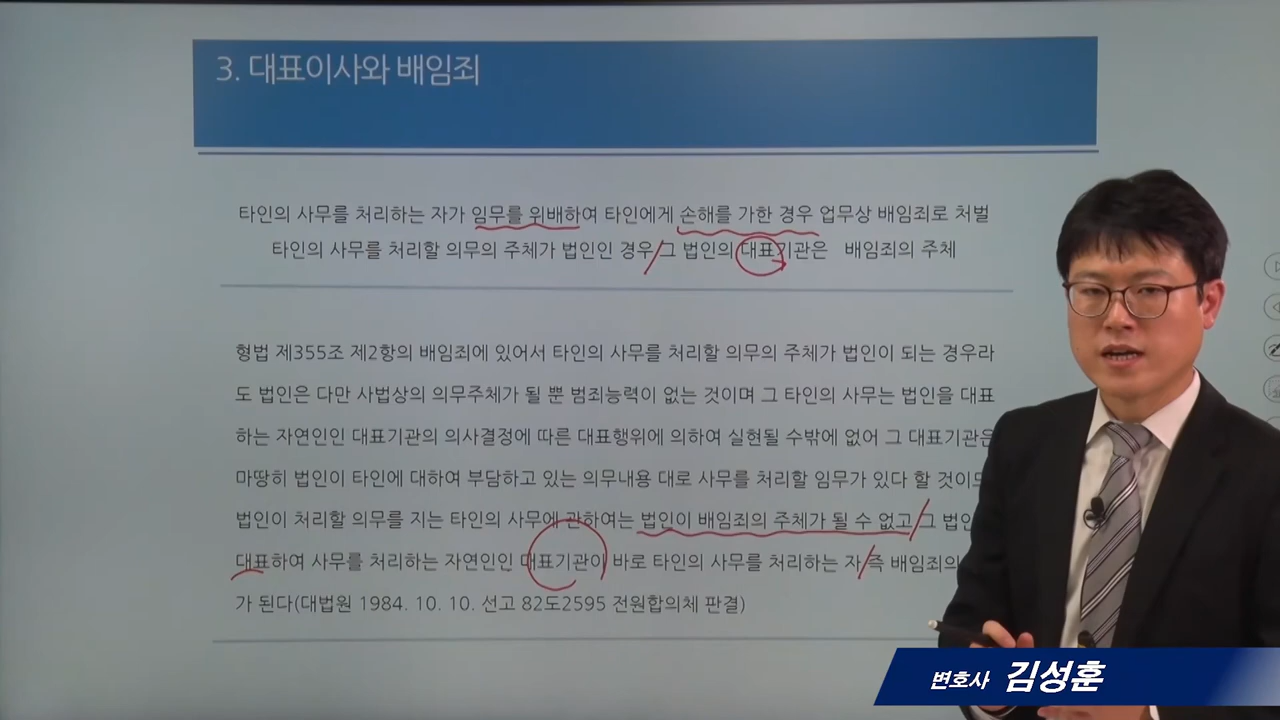 3. 대표이사와 배임죄
타인의 사무를 처리하는 자가 임무를 위배하여 타인에게 손해를 가한 경우 업무상 배임죄로 처벌
타인의 사무를 처리할 의무의 주체가 법인인 경우 그 법인의 대표기관은 배임죄의 주체
형법 제355조 제2항의 배임죄에 있어서 타인의 사무를 처리할 의무의 주체가 법인이 되는 경우라
도 법인은 다만 사법상의 의무주체가 될 뿐 범죄능력이 없는 것이며 그 타인의 사무는 법인을 대표
하는 자연인인 대표기관의 의사결정에 따른 대표행위에 의하여 실현될 수밖에 없어 그 대표기관은
마땅히 법인이 타인에 대하여 부담하고 있는 의무내용 대로 사무를 처리할 임무가 있다 할 것이
법인이 처리할 의무를 지는 타인의 사무에 관하여는 법인이 배임죄의 주체가 될 수 없고 그 법인
대표하여 사무를 처리하는 자연인인 대표기관이 바로 타인의 사무를 처리하는 자 즉 배임죄의
가 된다(대법원 1984. 10. 10. 선고 82도2595 전원합의체 판결)
변호사 김성훈